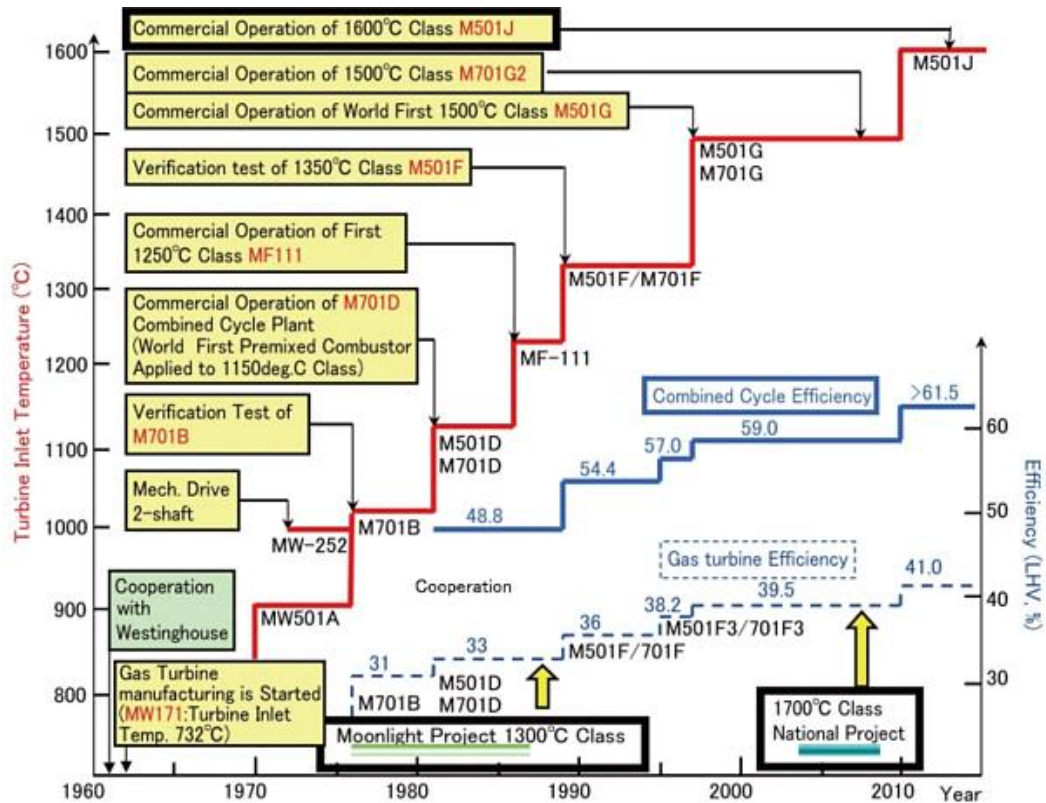 Commercial Operation of 1600°C Class M501J
Commercial Operation of 1500°C Class M701G2
Commercial Operation of World First 1500°C Class M501G
Verification test of 1350°C Class M501F
Commercial Operation of First
1250°C Class MF111
Commercial Operation of M701D
Combined Cycle Plant
(World First Premixed Combustor
Applied to 1150deg.C Class)
Verification Test of
M701B
Mech. Drive
2-shaft
Cooperation
with
Westinghouse
Gas Turbine
manufacturing is Started
(MW171:Turbine Inlet
Temp. 732°C)
Turbine Inlet Temperature (°C)
1600
1500
1400
1300
1200
1100
1000
900
800
1600
M501J
M501G
M701G
M501F/M701F
MF-111
M501D
M701D
M701B
MW-252
MW501A
Combined Cycle Efficiency
48.8
54.4
57.0
59.0
>61.5
Cooperation
Gas turbine Efficiency
31
33
36
38.2
39.5
41.0
M701B
M501D
M701D
M501F/701F
M501F3/701F3
Moonlight Project 1300°C Class
1700°C Class
National Project
60
50
40
30
Efficiency (LHV. %)
1960
1970
1980
1990
2000
2010
Year